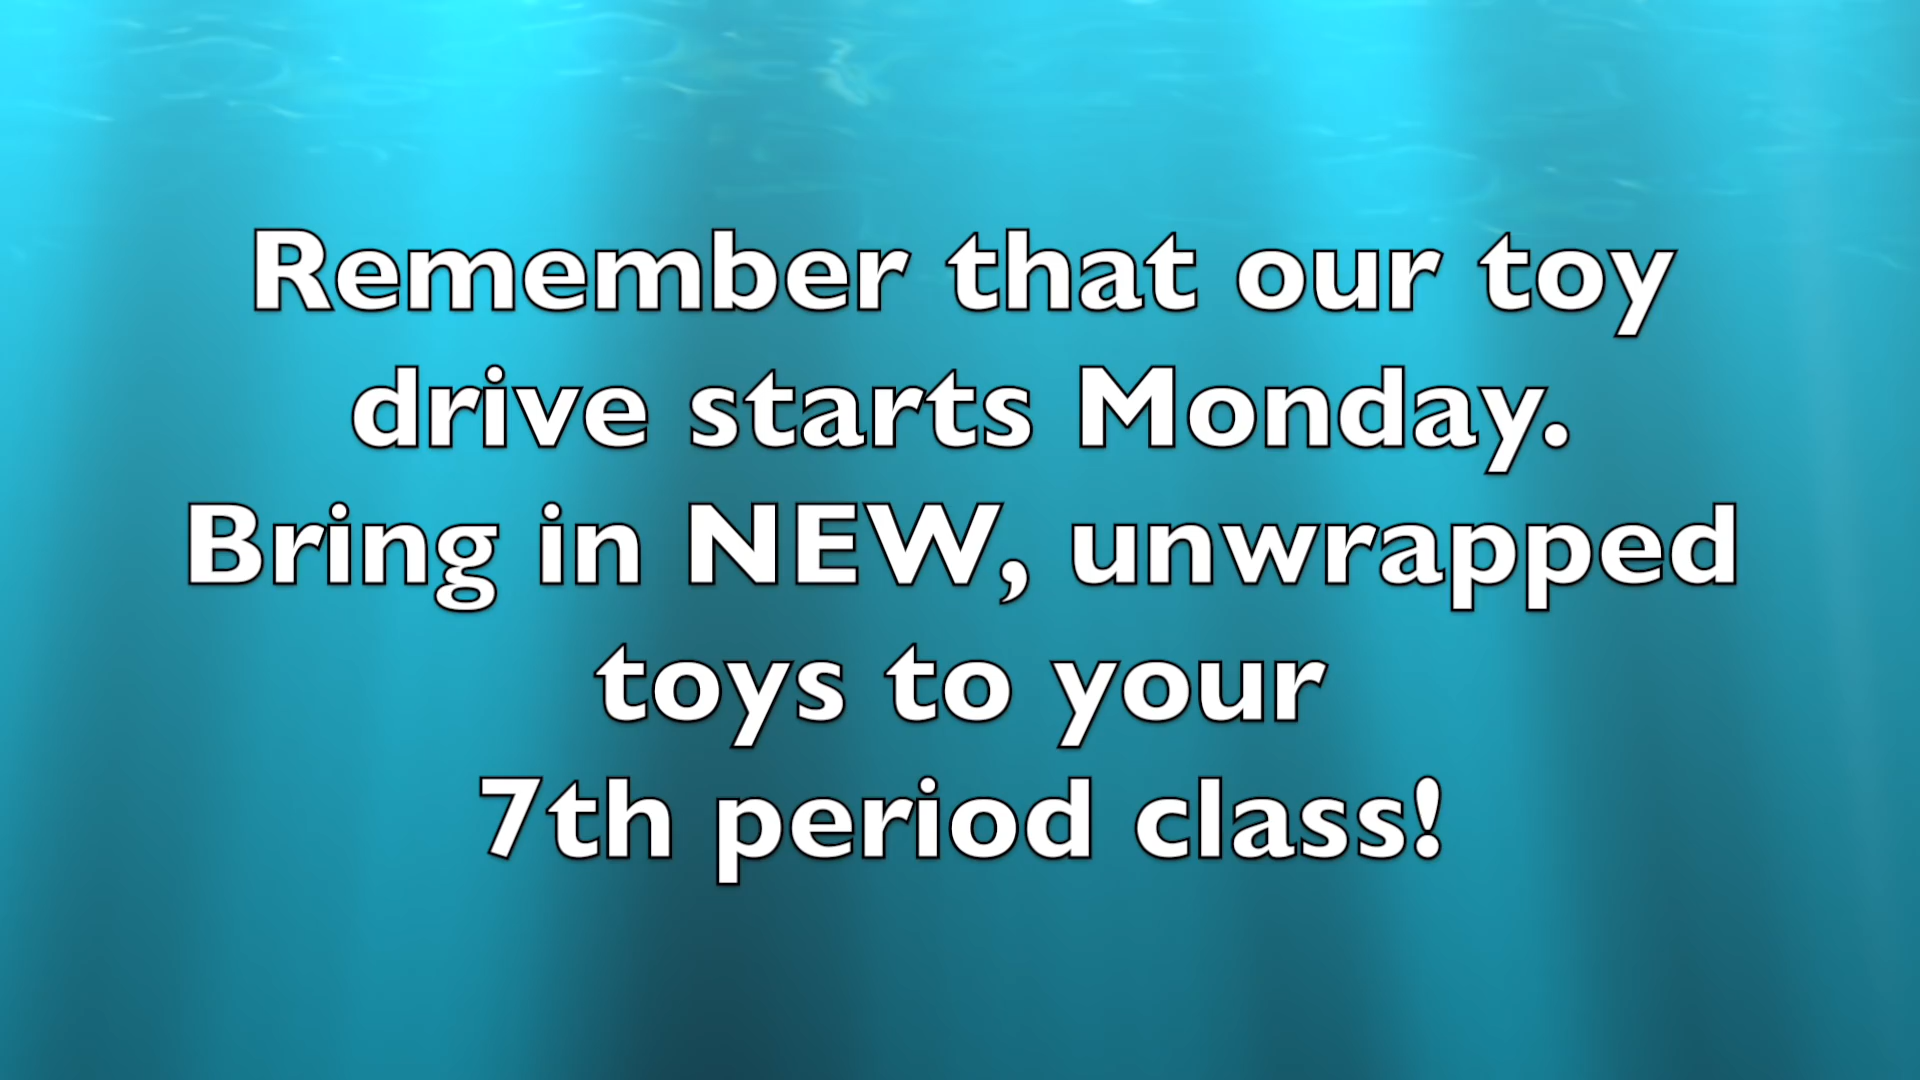 Remember that our toy
drive starts Monday.
Bring in NEW, unwrapped
toys to your
7th period class!